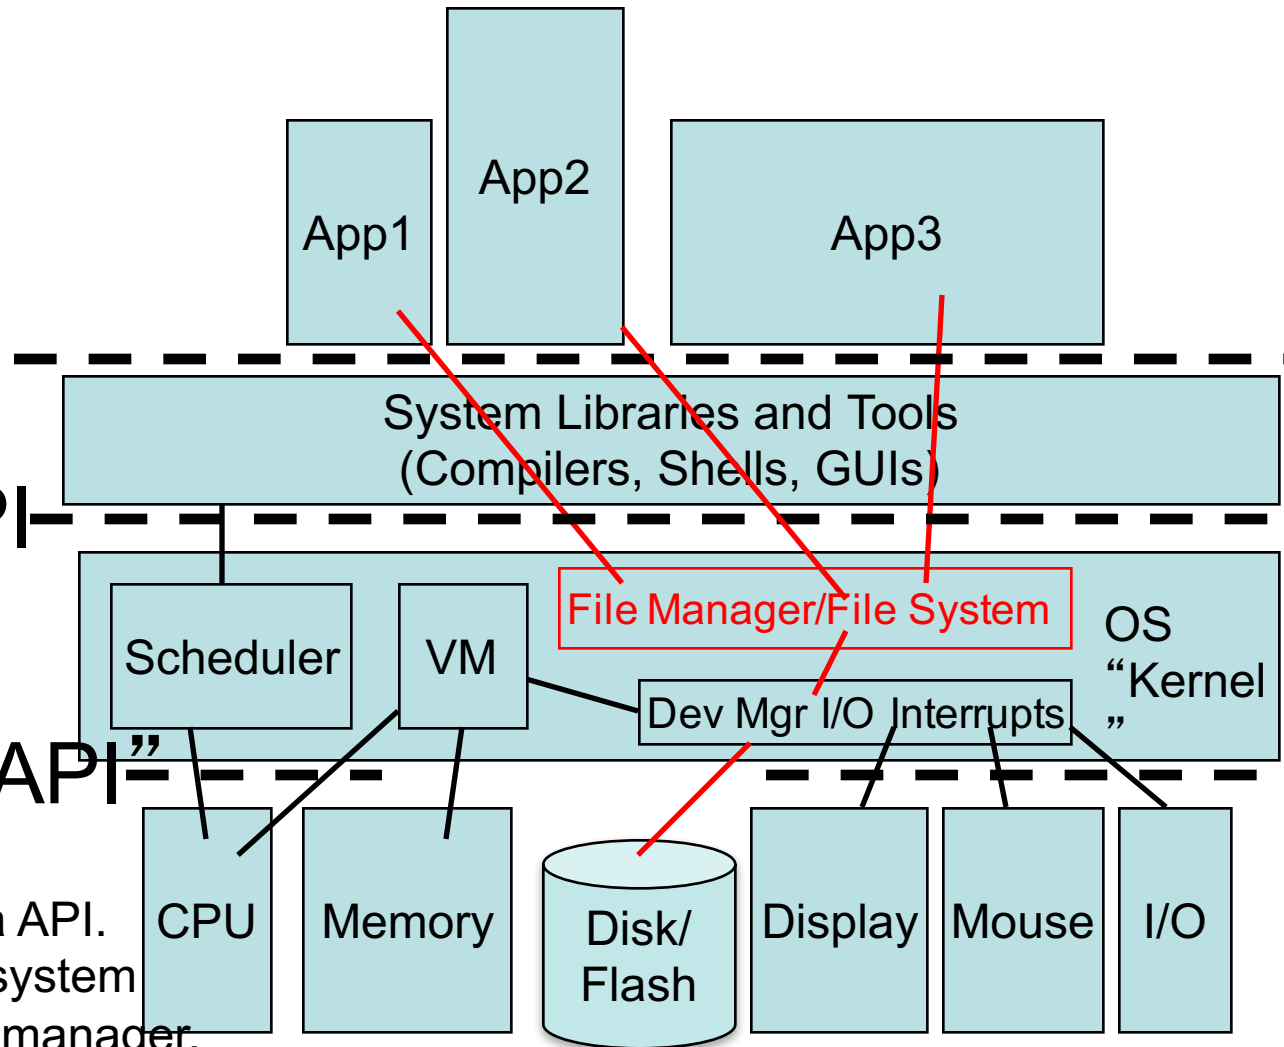 App2
App1
App3
System Libraries and Tools
(Compilers, Shells, GUIs)
PI
File Manager/File System
OS
Scheduler
VM
“Kernel
Dev Mgr I/O Interrupts
”
API”
a API.
CPU
Memory
Disk/
Display
Mouse
I/O
system
Flash
manager.